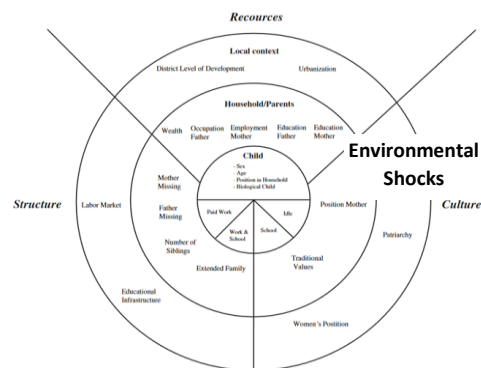 Recources
Local context
District Level of Development
Urbanization
Household/Parents
Wealth
Occupation
Father
Employment
Mother
Education
Father
Education
Mother
Child
- Sex
- Age
- Position in Household
- Biological Child
Environmental
Shocks
Mother
Missing
Structure
Labor Market
Father
Missing
Paid Work
Work &
School
School
Idle
Position Mother
Culture
Patriarchy
Number of
Siblings
Extended Family
Traditional
Values
Educational
Infrastructure
Women's Postition